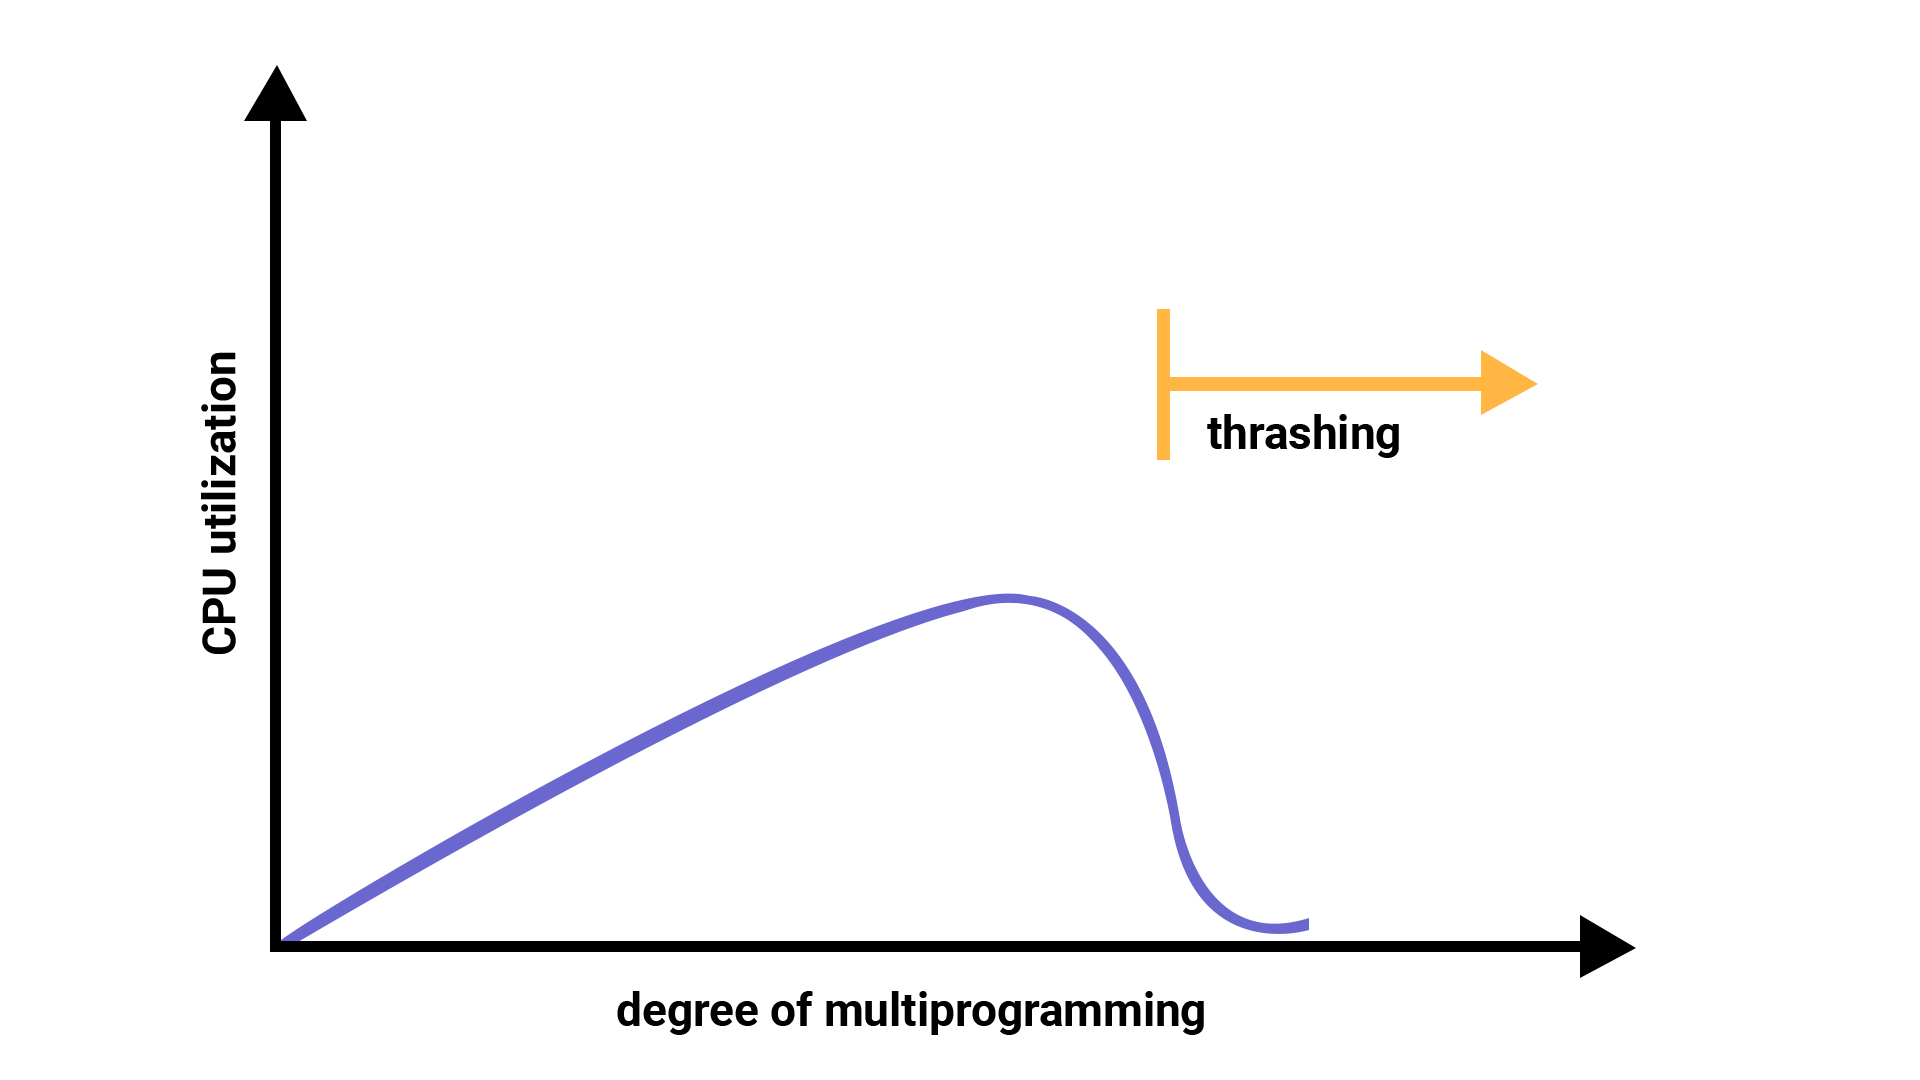 CPU utilization
thrashing
degree of multiprogramming